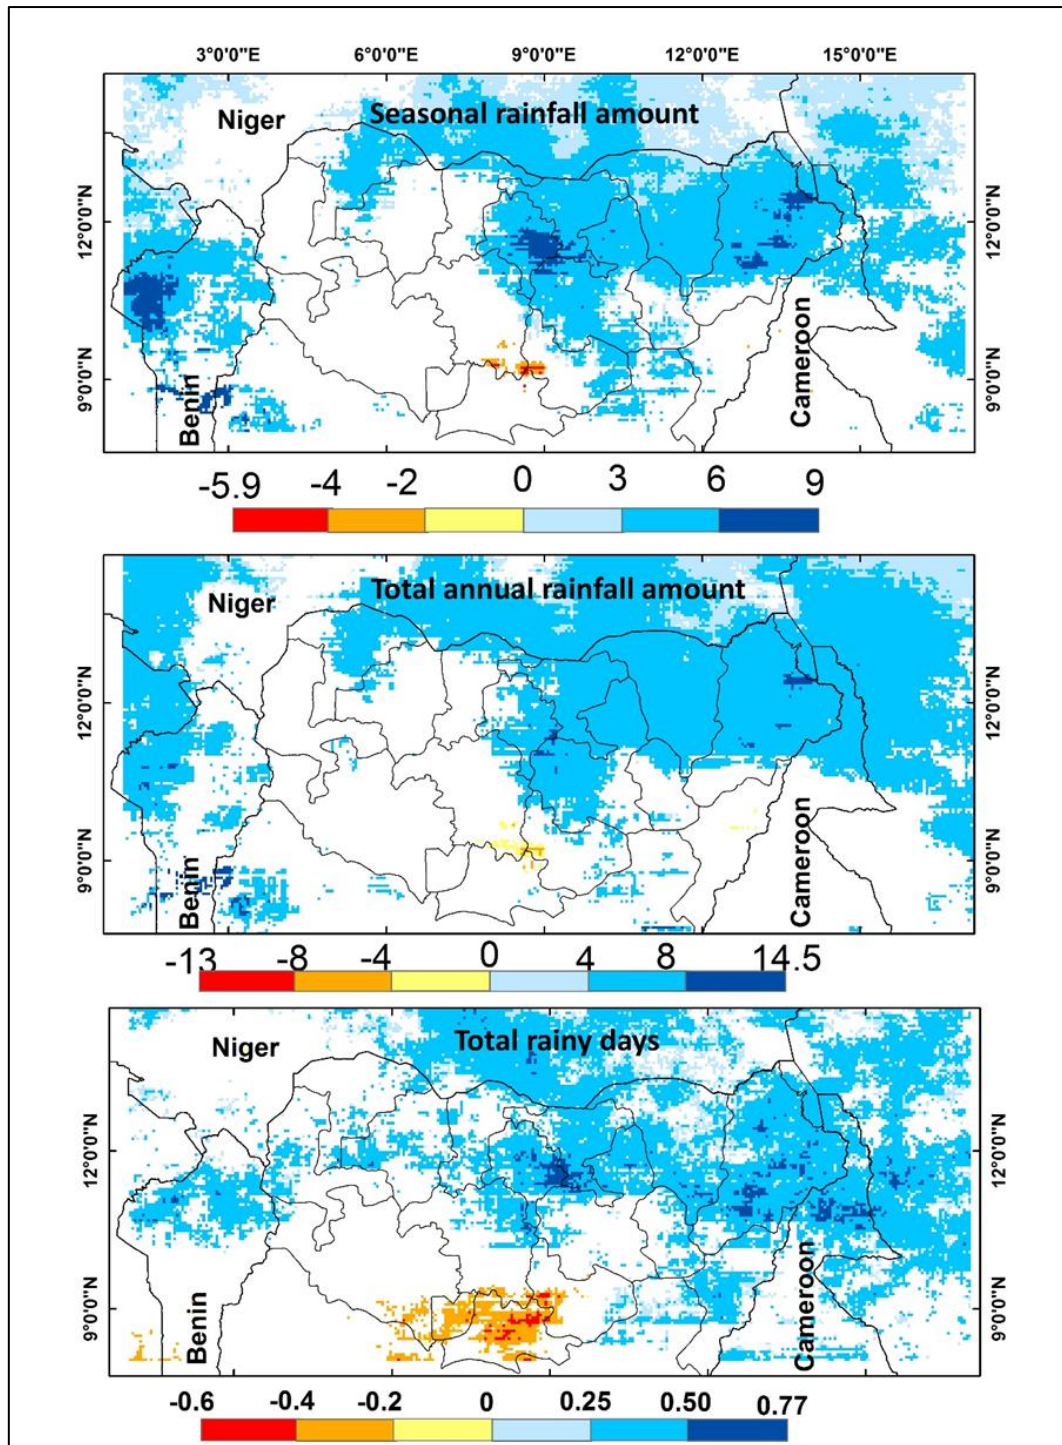 3°0'0"E 6°0'0"E 9°0'0"E 12°0'0"E 15°0'0"E
Niger
Seasonal rainfall amount
12°0'0"N 12°0'0"N
9°0'0"N 9°0'0"N
Benin
Cameroon
-5.9 -4 -2 0 3 6 9
Total annual rainfall amount
Niger
12°0'0"N 12°0'0"N
9°0'0"N 9°0'0"N
Benin
Cameroon
-13 -8 -4 0 4 8 14.5
Niger
Total rainy days
12°0'0"N 12°0'0"N
9°0'0"N 9°0'0"N
Benin
Cameroon
-0.6 -0.4 -0.2 0 0.25 0.50 0.77